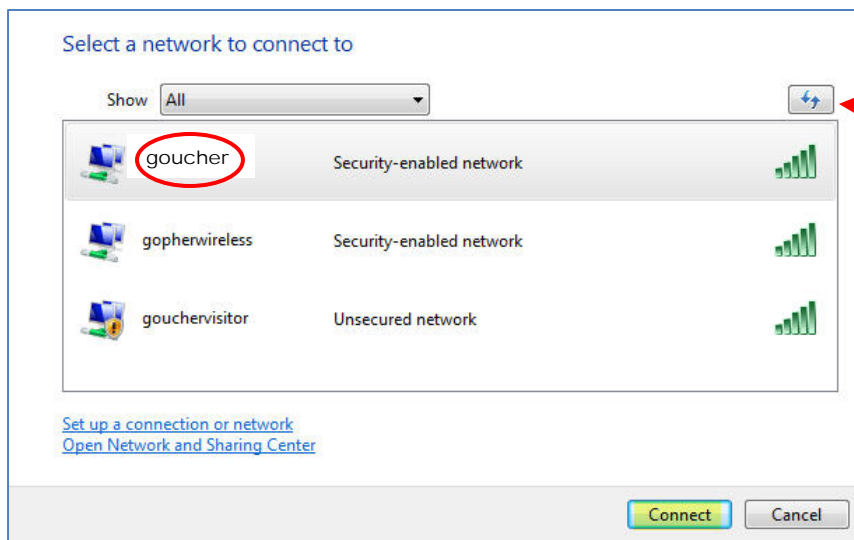 Select a network to connect to
Show All
goucher Security-enabled network
gopherwireless Security-enabled network
gouchervisitor Unsecured network
Set up a connection or network
Open Network and Sharing Center
Connect Cancel